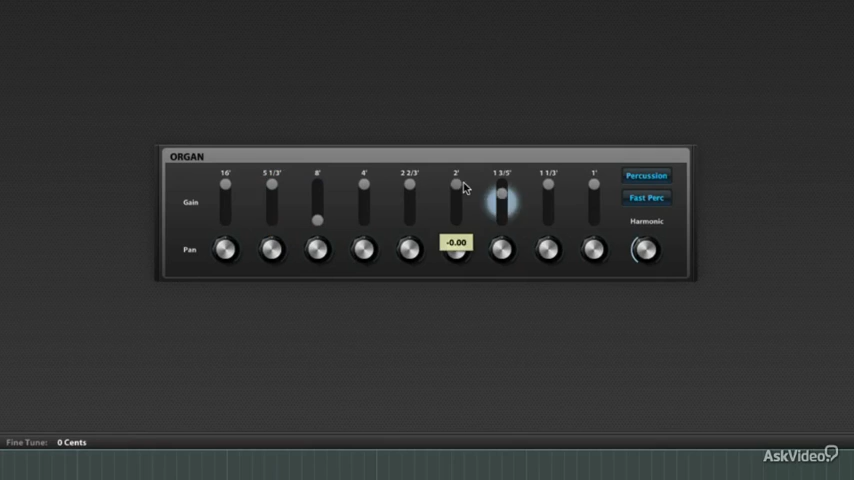 ORGAN
16' 5 1/3' 8' 4' 2 2/3' 2' 1 3/5' 1 1/3' 1' Percussion
Gain Fast Perc
Harmonic
Pan -0.00
Fine Tune: 0 Cents
AskVideo